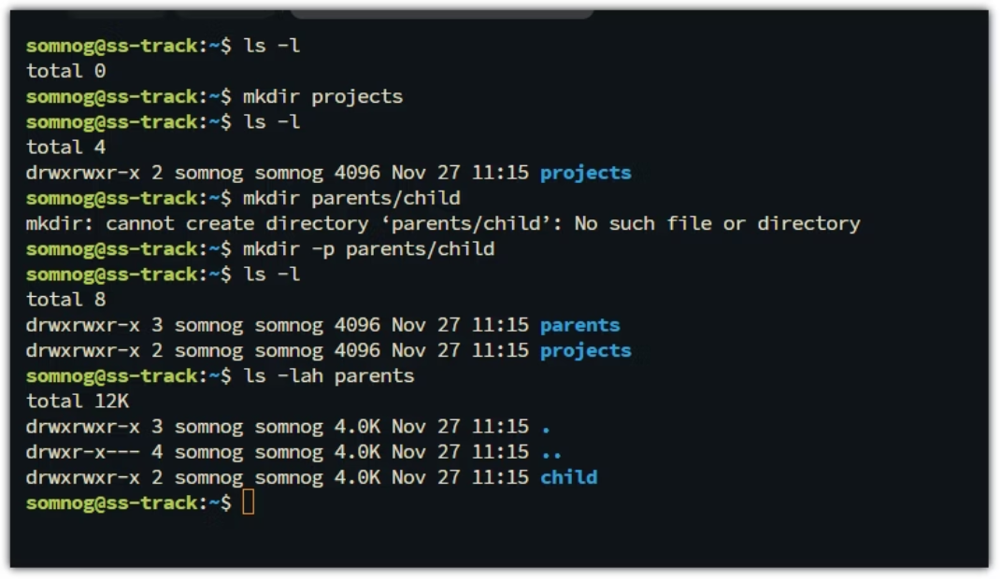 somnog@ss-track:~$ ls -l
total 0
somnog@ss-track:~$ mkdir projects
somnog@ss-track:~$ ls -l
total 4
drwxrwxr-x 2 somnog somnog 4096 Nov 27 11:15 projects
somnog@ss-track:~$ mkdir parents/child
mkdir: cannot create directory ‘parents/child’: No such file or directory
somnog@ss-track:~$ mkdir -p parents/child
somnog@ss-track:~$ ls -l
total 8
drwxrwxr-x 3 somnog somnog 4096 Nov 27 11:15 parents
drwxrwxr-x 2 somnog somnog 4096 Nov 27 11:15 projects
somnog@ss-track:~$ ls -lah parents
total 12K
drwxrwxr-x 3 somnog somnog 4.0K Nov 27 11:15 .
drwxr-x--- 4 somnog somnog 4.0K Nov 27 11:15 ..
drwxrwxr-x 2 somnog somnog 4.0K Nov 27 11:15 child
somnog@ss-track:~$